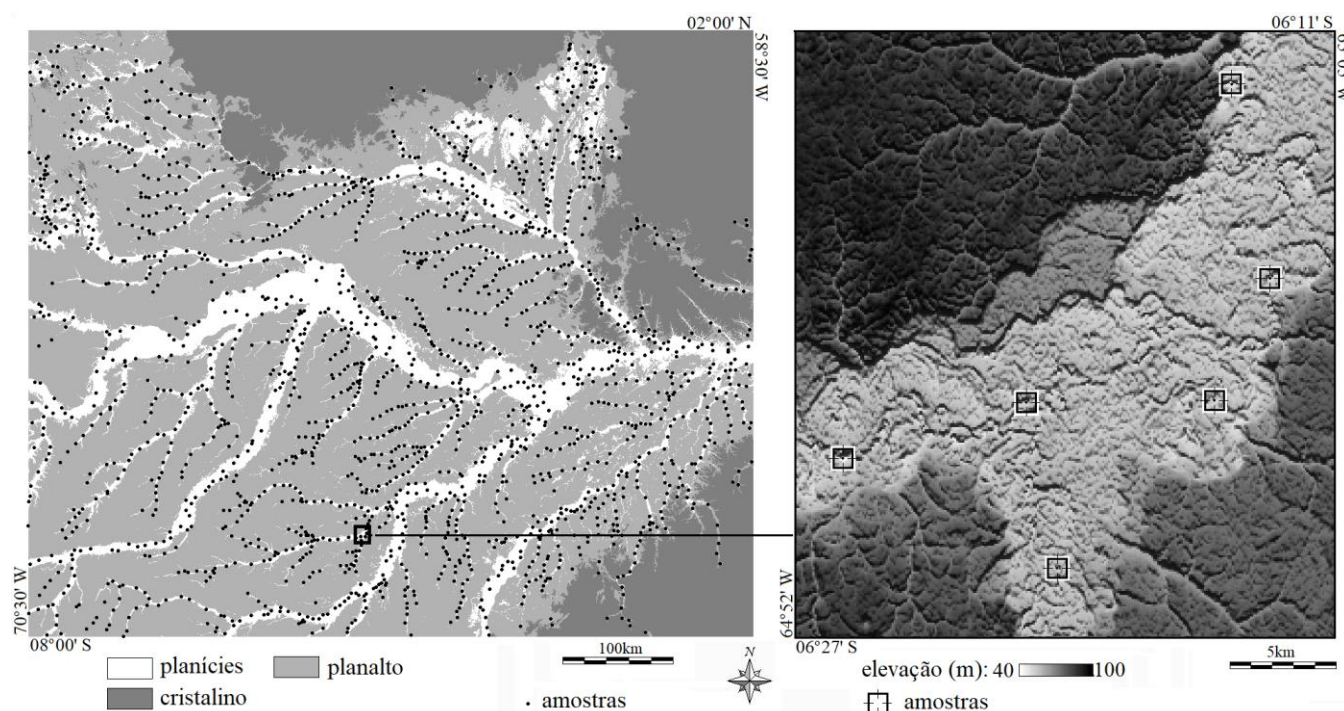 02°00' N
58°30' W
70°30' W
08°00' S
06°11' S
64°52' W
06°27' S
planícies
planalto
cristalino
100km
N
amostras
elevação (m): 40 100
amostras
5km